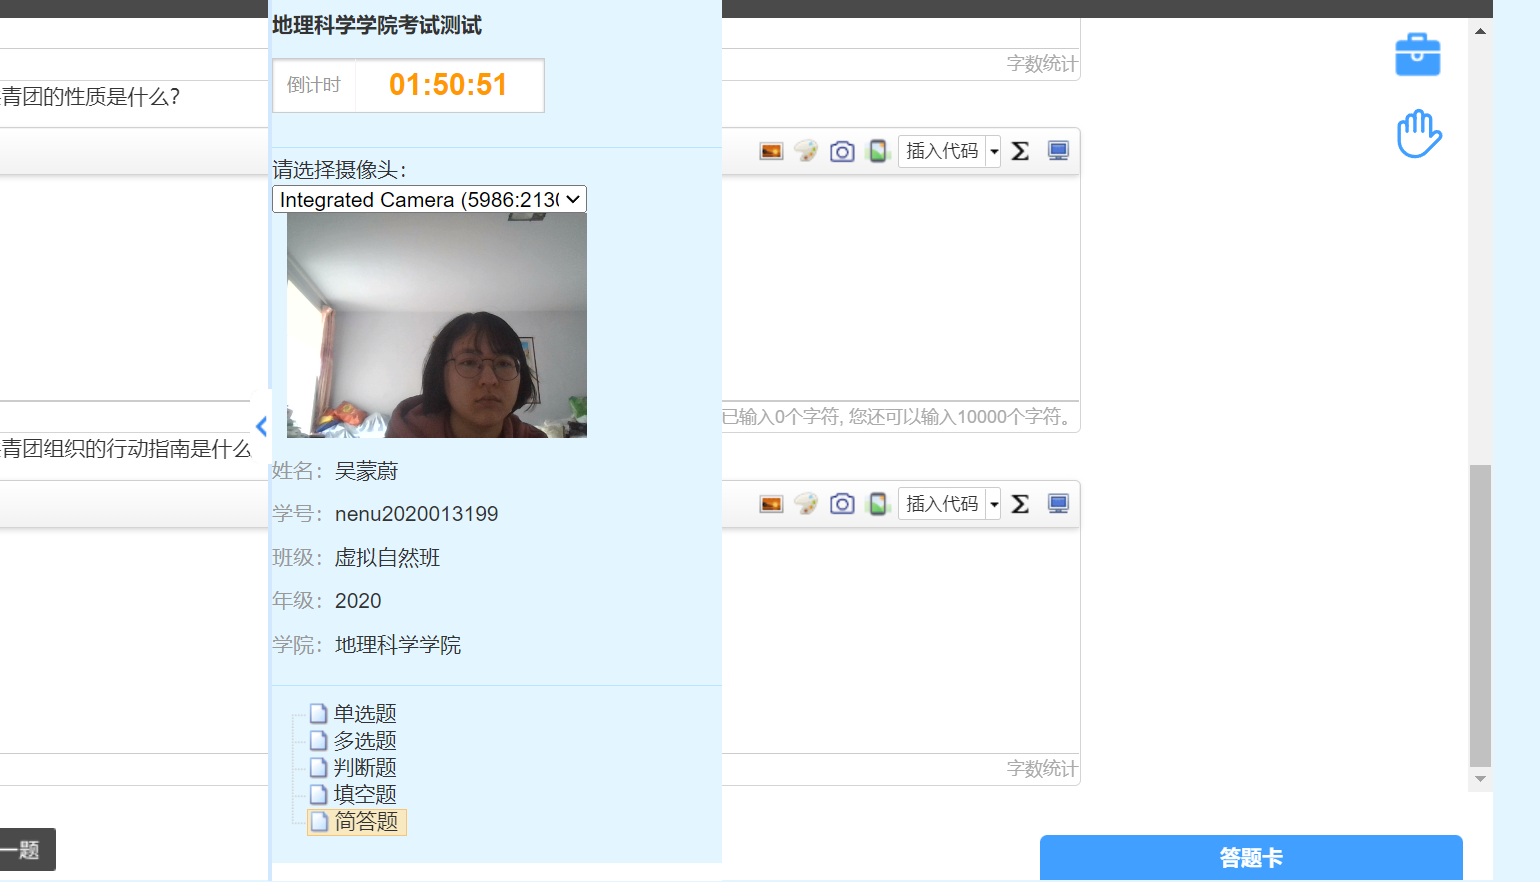 地理科学学院考试测试
字数统计
倒计时 01:50:51
青团的性质是什么?
插入代码
请选择摄像头:
Integrated Camera (5986:213
已输入0个字符, 您还可以输入10000个字符。
青团组织的行动指南是什么
姓名: 吴蒙蔚
学号: nenu2020013199
插入代码
班级: 虚拟自然班
年级: 2020
学院: 地理科学学院
单选题
多选题
判断题
字数统计
填空题
简答题
一题
答题卡